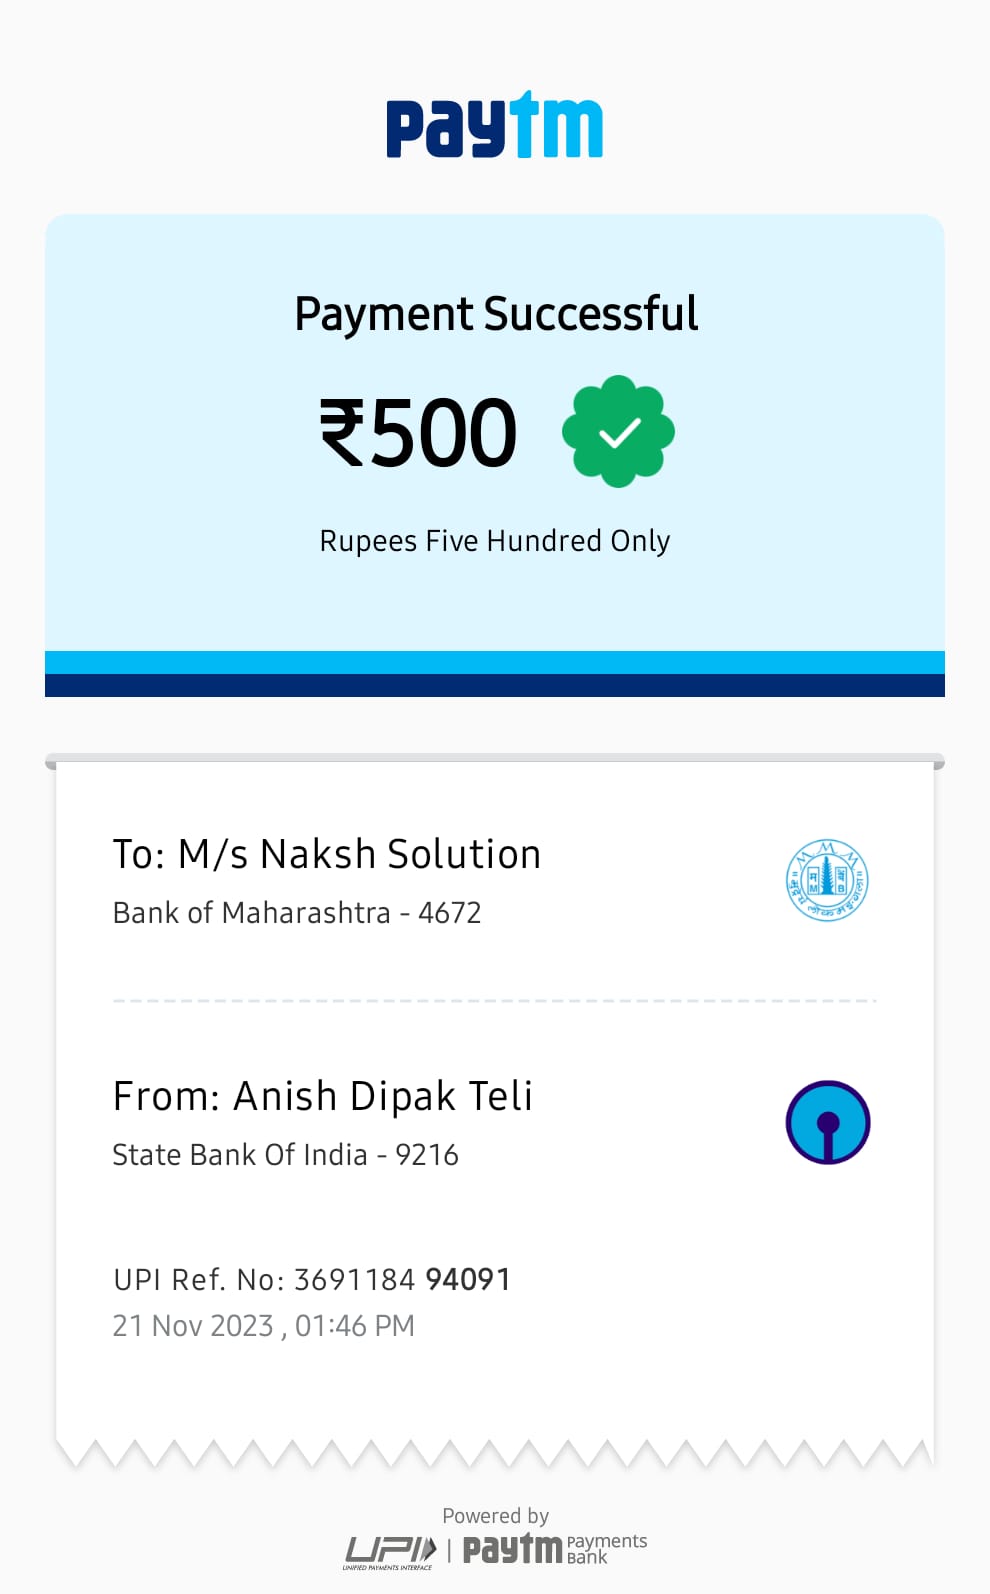 paytm
Payment Successful
₹500
Rupees Five Hundred Only
To: M/s Naksh Solution
Bank of Maharashtra - 4672
From: Anish Dipak Teli
State Bank Of India - 9216
UPI Ref. No: 3691184 94091
21 Nov 2023 , 01:46 PM
Powered by
UPI | paytm Payments Bank
UNIFIED PAYMENTS INTERFACE